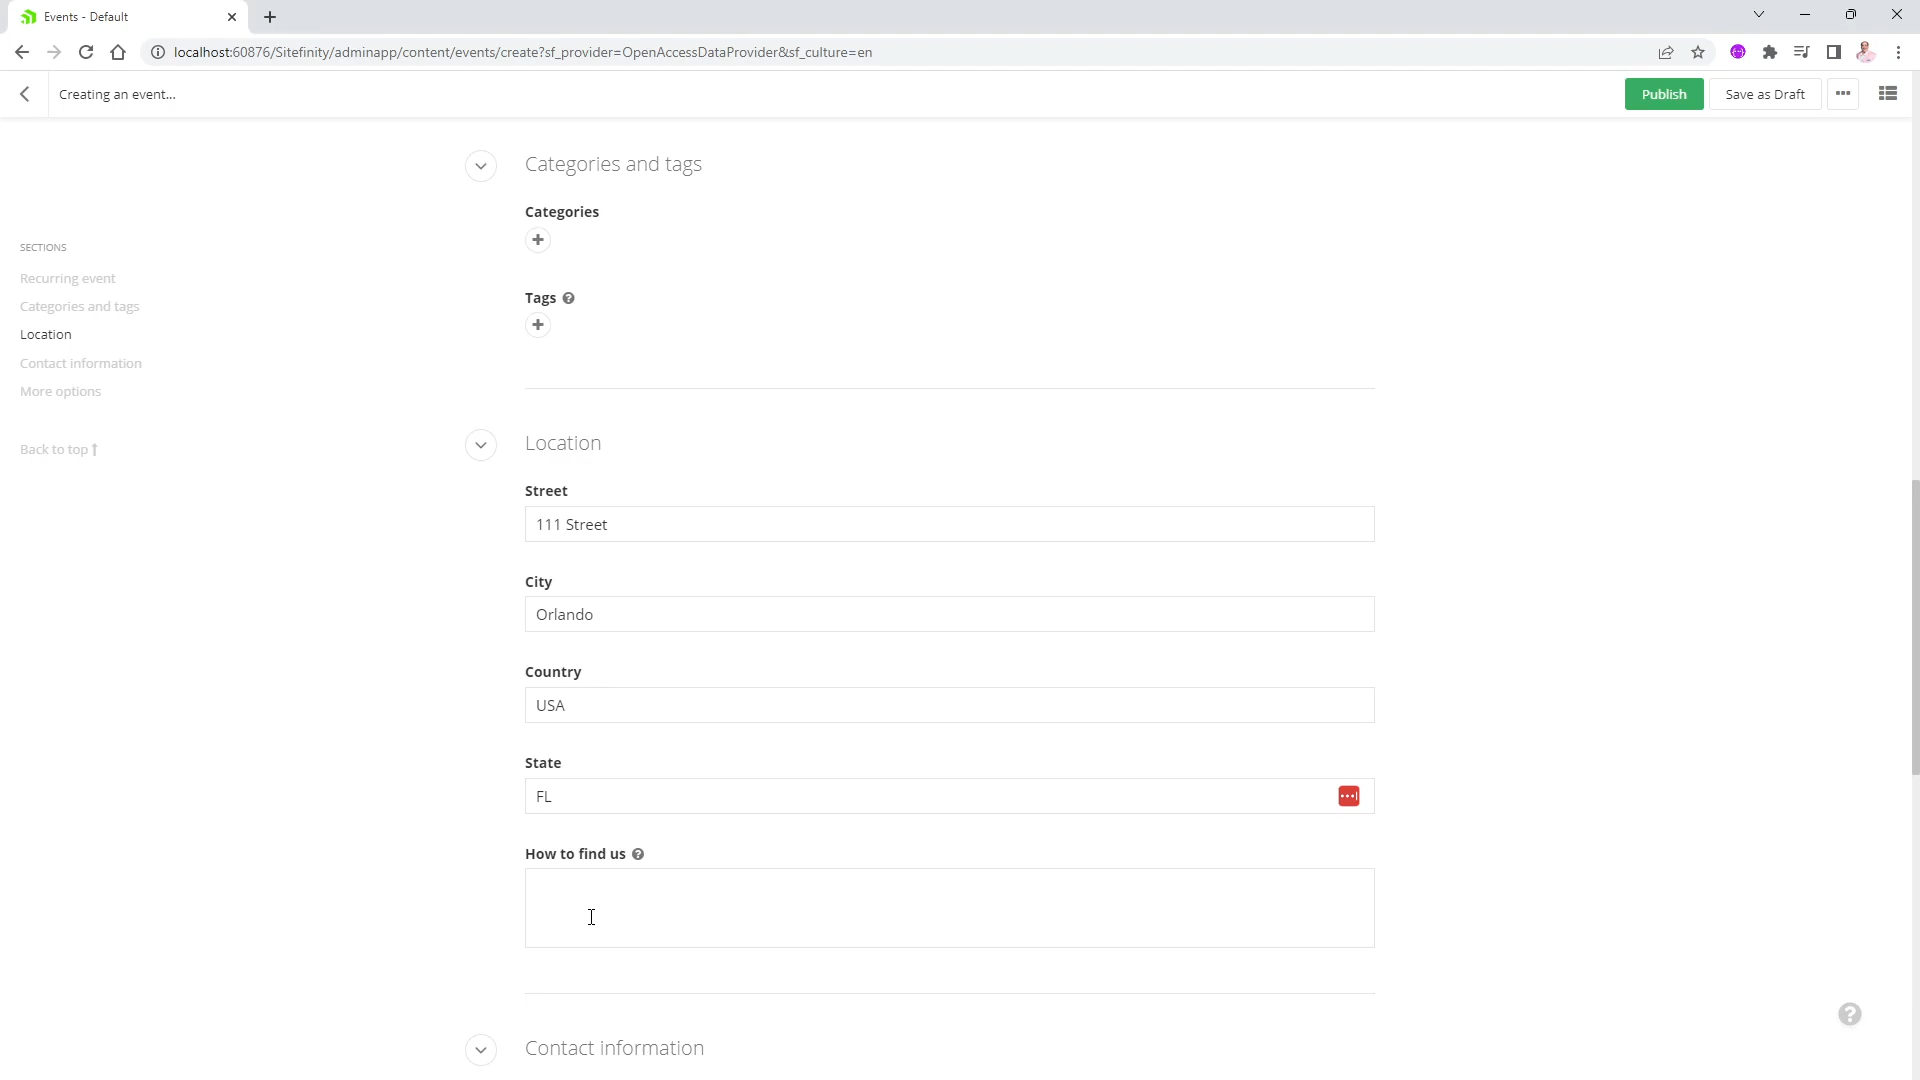 Events - Default
localhost:60876/Sitefinity/adminapp/content/events/create?sf_provider=OpenAccessDataProvider&sf_culture=en
Creating an event...
Publish
Save as Draft
SECTIONS
Recurring event
Categories and tags
Location
Contact information
More options
Back to top
Categories and tags
Categories
Tags
Location
Street
111 Street
City
Orlando
Country
USA
State
FL
How to find us
Contact information